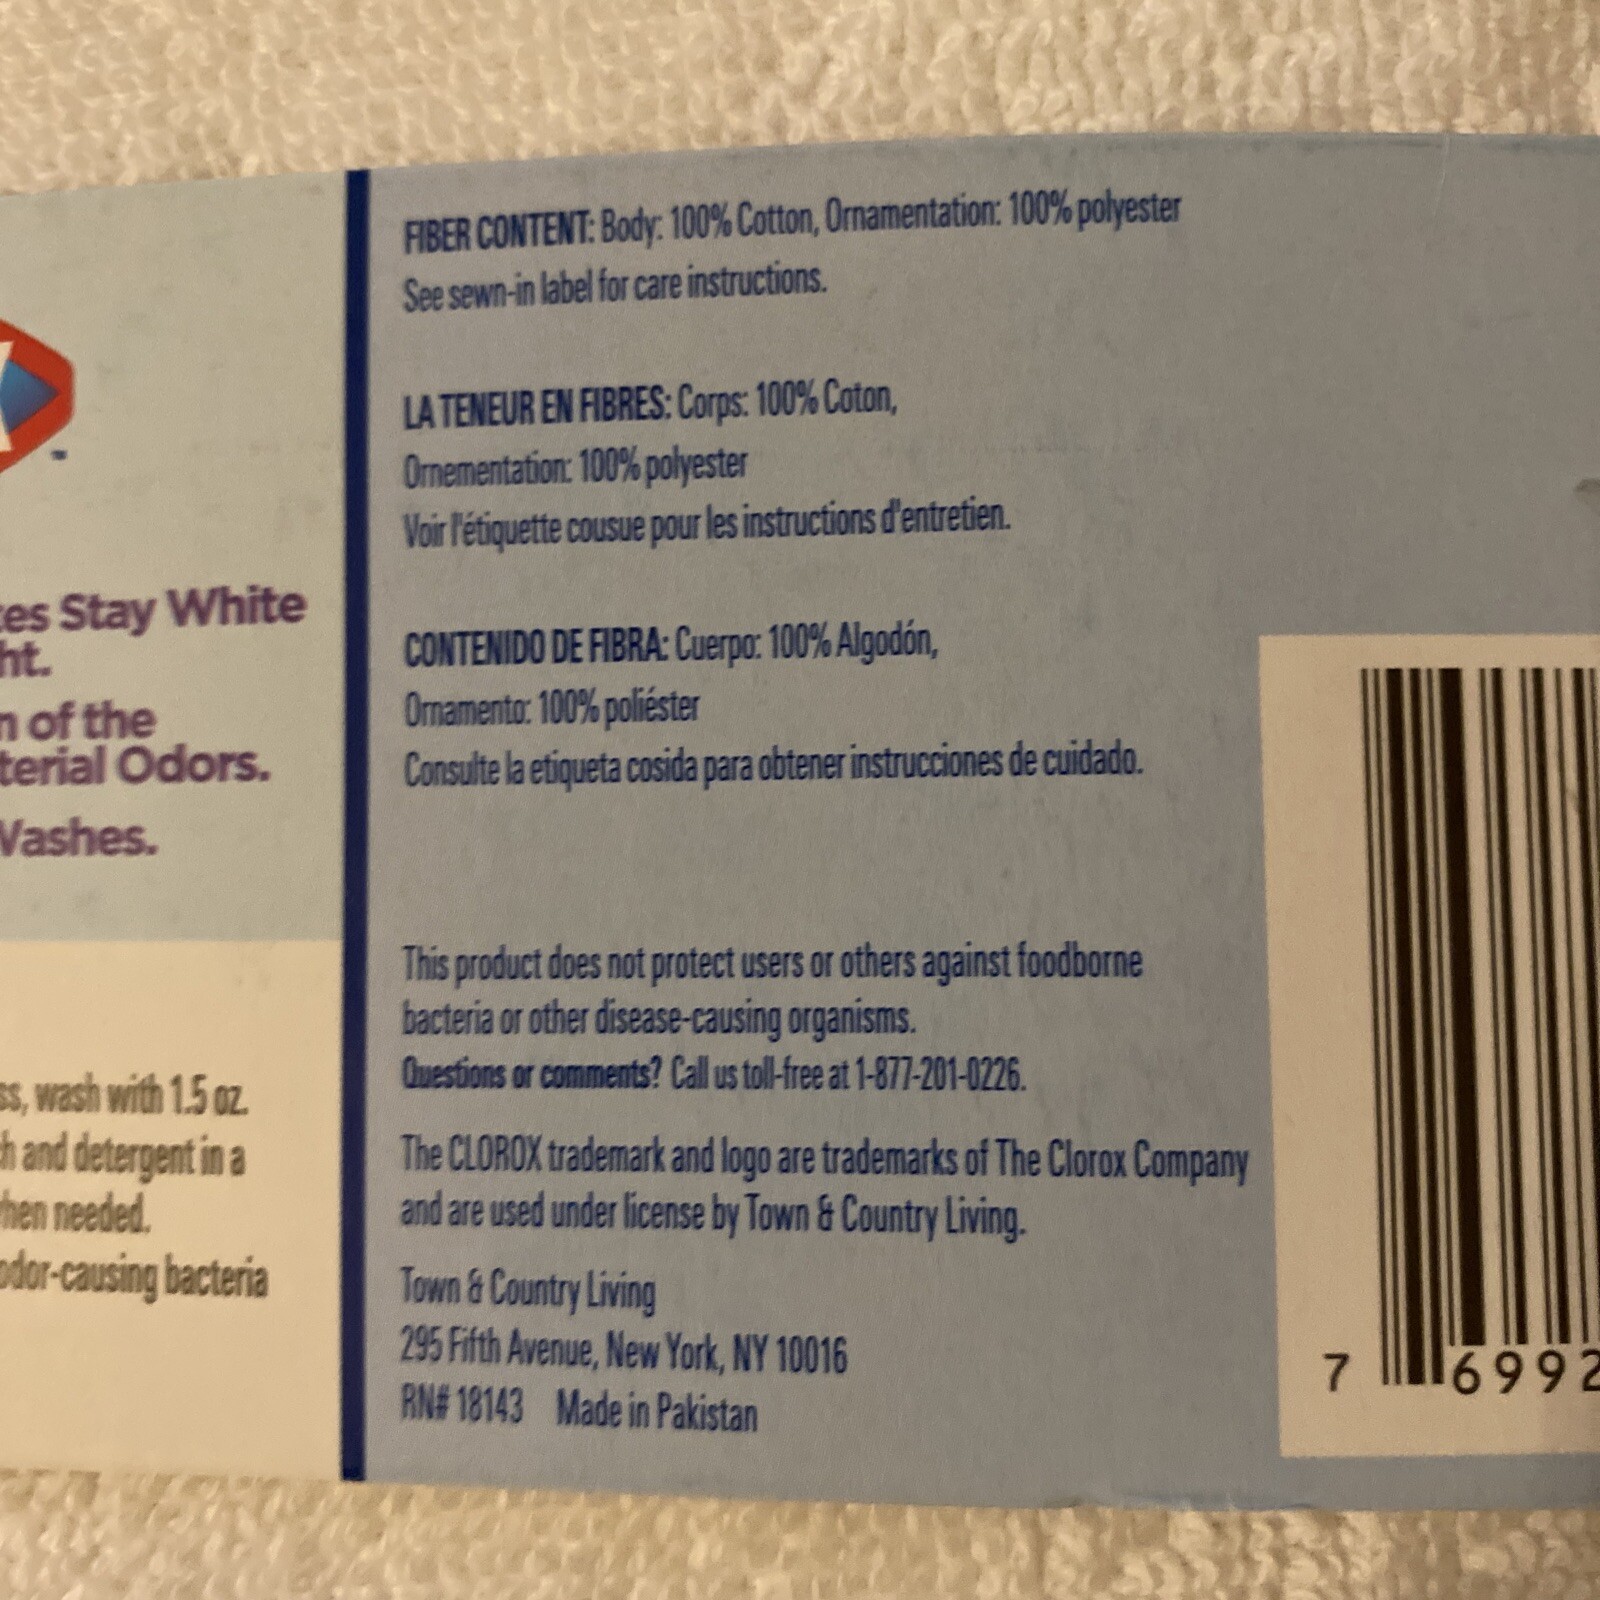 Stay White
of the
Odors.
wash with 1.5 oz.
and detergent in a
needed.
odor-causing bacteria
FIBER CONTENT: Body: 100% Cotton, Ornamentation: 100% polyester
See sewn-in label for care instructions.
LA TENEUR EN FIBRES: Corps: 100% Coton,
Ornementation: 100% polyester
Voir l'étiquette cousue pour les instructions d'entretien.
CONTENIDO DE FIBRA: Cuerpo: 100% Algodón,
Ornamento: 100% poliéster
Consulte la etiqueta cosida para obtener instrucciones de cuidado.
This product does not protect users or others against foodborne
bacteria or other disease-causing organisms.
Questions or comments? Call us toll-free at 1-877-201-0226.
The CLOROX trademark and logo are trademarks of The Clorox Company
and are used under license by Town & Country Living.
Town & Country Living
295 Fifth Avenue, New York, NY 10016
RN# 18143 Made in Pakistan
7 6992